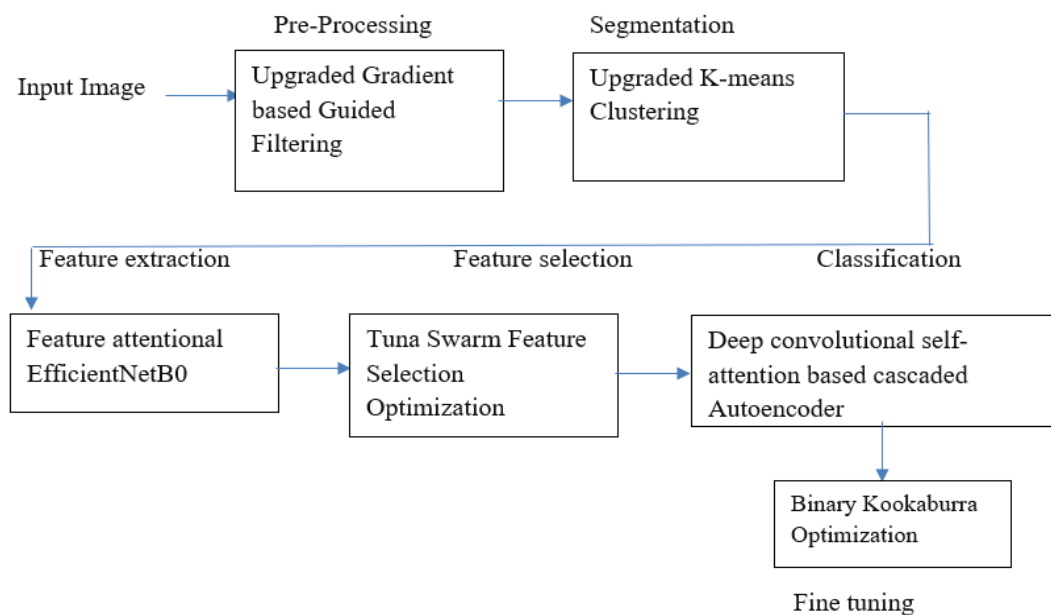 Pre-Processing
Segmentation
Input Image
Upgraded Gradient
based Guided
Filtering
Upgraded K-means
Clustering
Feature extraction
Feature selection
Classification
Feature attentional
EfficientNetB0
Tuna Swarm Feature
Selection
Optimization
Deep convolutional self-
attention based cascaded
Autoencoder
Binary Kookaburra
Optimization
Fine tuning